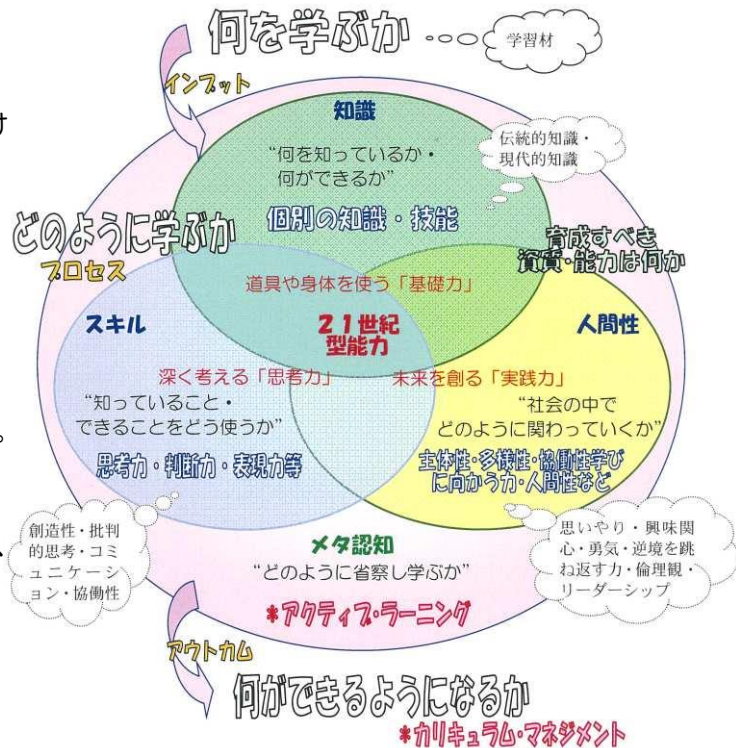 何を学ぶか
学習材
インプット
け
知識
伝統的知識・
現代的知識
“何を知っているか・
何ができるか”
個別の知識・技能
どのように学ぶか
プロセス
育成すべき
資質・能力は何か
道具や身体を使う「基礎力」
スキル
21世紀
型能力
人間性
深く考える「思考力」
未来を創る「実践力」
“知っていること・
できることをどう使うか”
“社会の中で
どのように関わっていくか”
。
思考力・判断力・表現力等
主体性・多様性・協働性学び
に向かう力・人間性など
創造性・批判
的思考・コミ
ュニケーシ
ョン・協働性
思いやり・興味関
心・勇気・逆境を跳
ね返す力・倫理観・
リーダーシップ
メタ認知
“どのように省察し学ぶか”
*アクティブ・ラーニング
アウトカム
何ができるようになるか
*カリキュラム・マネジメント